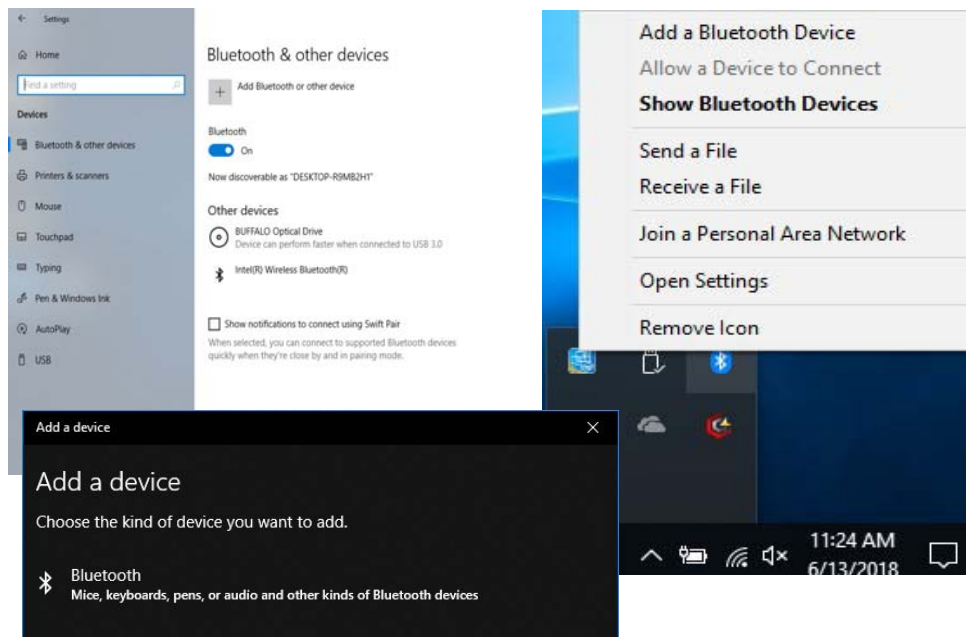 Settings
Home
Find a setting
Devices
Bluetooth & other devices
Printers & scanners
Mouse
Touchpad
Typing
Pen & Windows Ink
AutoPlay
USB
Bluetooth & other devices
Add Bluetooth or other device
Bluetooth
On
Now discoverable as "DESKTOP-R9MB2H1"
Other devices
BUFFALO Optical Drive
Device can perform faster when connected to USB 3.0
Intel(R) Wireless Bluetooth(R)
Show notifications to connect using Swift Pair
When selected, you can connect to supported Bluetooth devices
quickly when they're close by and in pairing mode.
Add a device
Add a device
Choose the kind of device you want to add.
Bluetooth
Mice, keyboards, pens, or audio and other kinds of Bluetooth devices
Add a Bluetooth Device
Allow a Device to Connect
Show Bluetooth Devices
Send a File
Receive a File
Join a Personal Area Network
Open Settings
Remove Icon
11:24 AM
6/13/2018